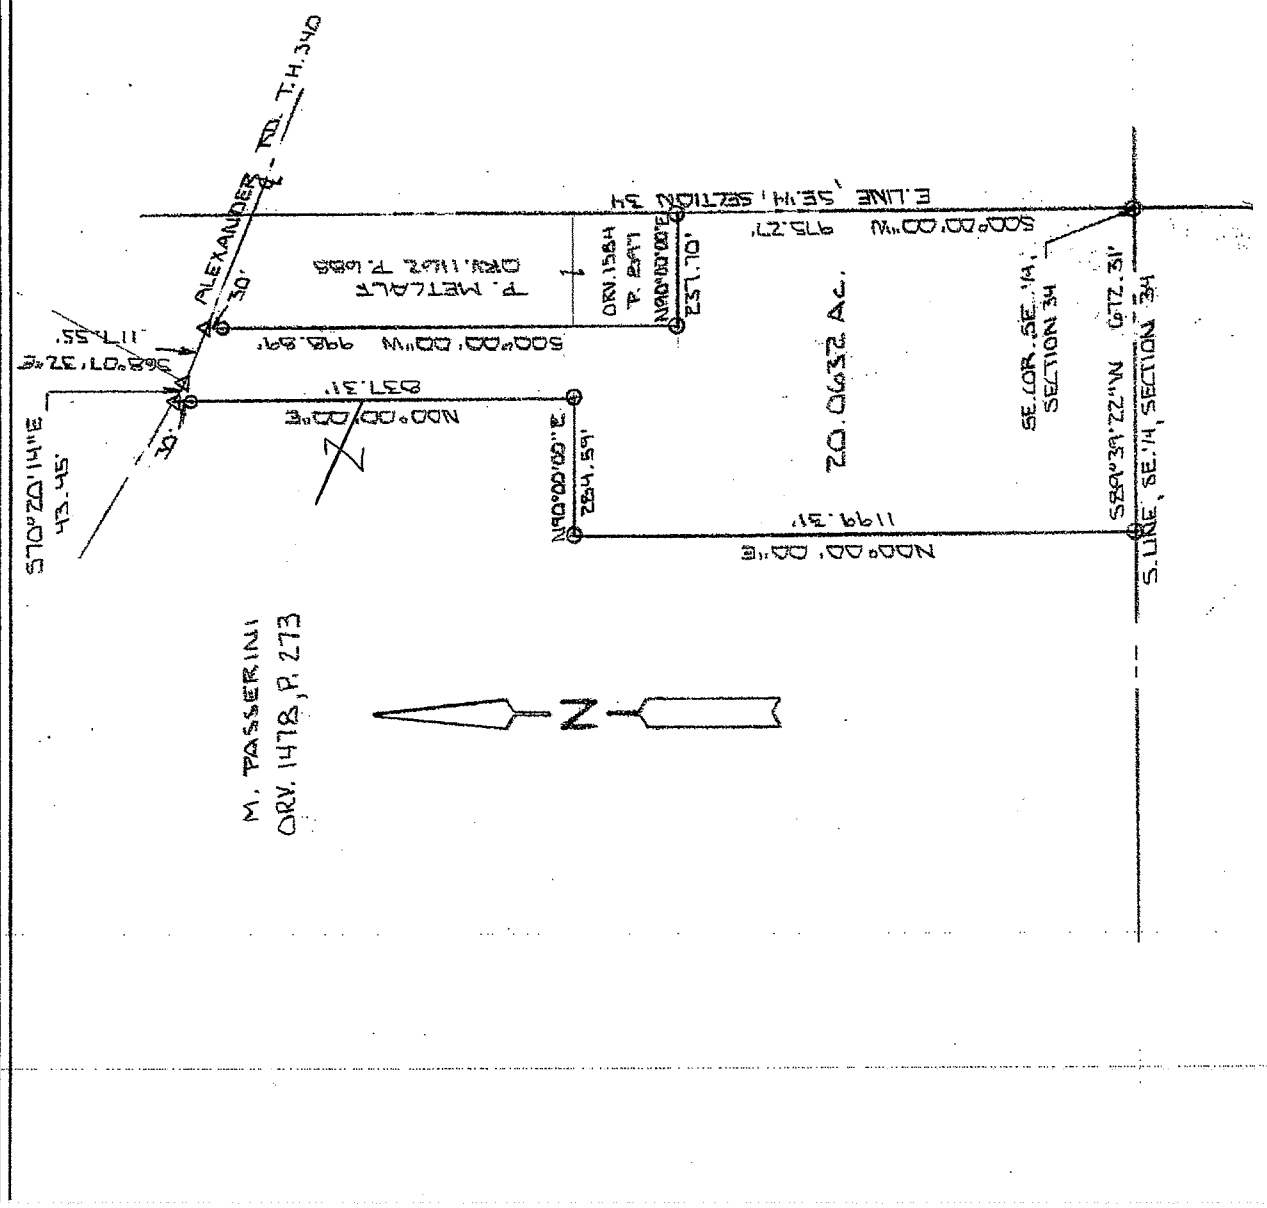 S70°20'14"E
43.45'
S68°07'32"E
117.55'
ALEXANDER RD. T.H. 340
30'
30'
P. METCALF
ORV. 1162
ORV. 1584
S00°00'00"W 998.89'
N00°00'00"E
837.31'
N90°00'00"E
237.70'
N90°00'00"E
284.59'
E. LINE, SE. 1/4, SECTION 34
S00°00'00"W 975.27'
20.0632 Ac.
SE. COR. SE. 1/4,
SECTION 34
1199.31'
N00°00'00"E
S89°39'22"W 672.31'
S. LINE, SE. 1/4, SECTION 34
M. PASSERINI
ORV. 1478, P. 273
N